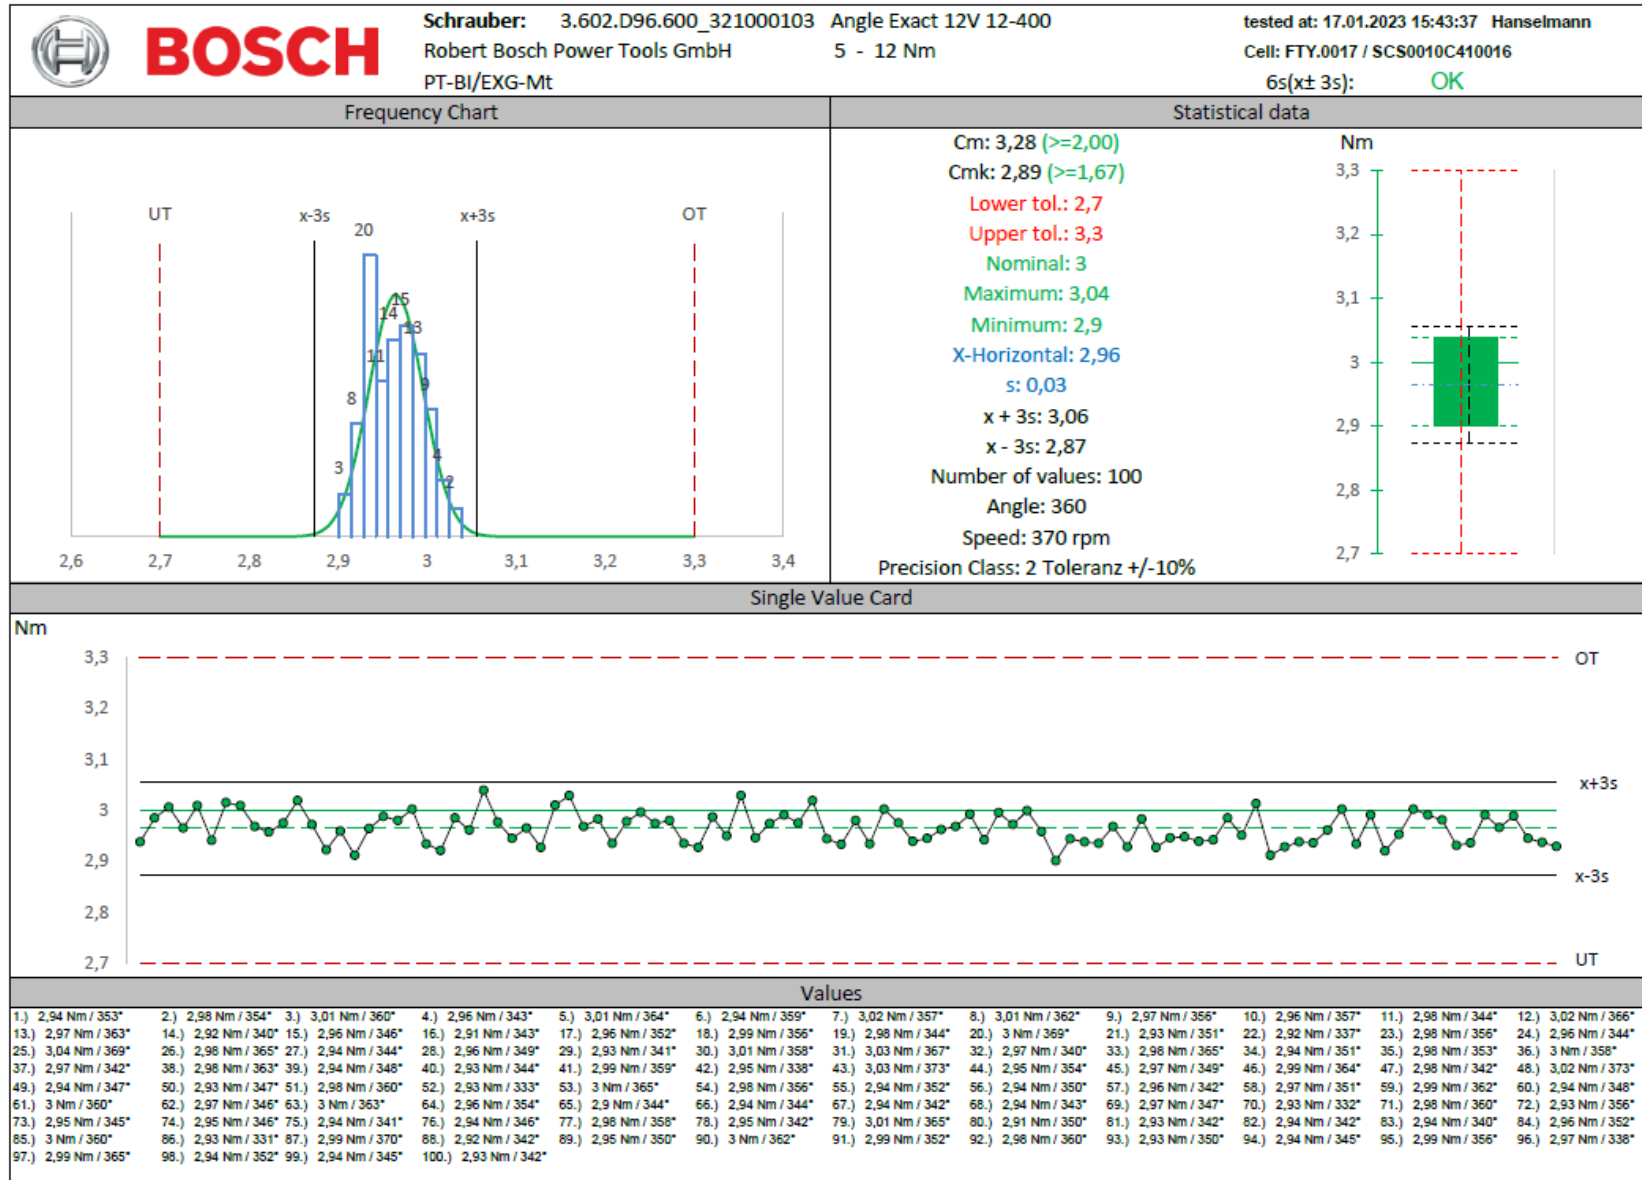 BOSCH
Schrauber: 3.602.D96.600_321000103 Angle Exact 12V 12-400
Robert Bosch Power Tools GmbH 5 - 12 Nm
PT-BI/EXG-Mt
tested at: 17.01.2023 15:43:37 Hanselmann
Cell: FTY.0017 / SCS0010C410016
6s(x± 3s): OK
Frequency Chart
UT x-3s x+3s OT
20
15
14
13
11
9
8
4
3
2
2,6 2,7 2,8 2,9 3 3,1 3,2 3,3 3,4
Statistical data
Cm: 3,28 (>=2,00)
Cmk: 2,89 (>=1,67)
Lower tol.: 2,7
Upper tol.: 3,3
Nominal: 3
Maximum: 3,04
Minimum: 2,9
X-Horizontal: 2,96
s: 0,03
x + 3s: 3,06
x - 3s: 2,87
Number of values: 100
Angle: 360
Speed: 370 rpm
Precision Class: 2 Toleranz +/-10%
Nm
3,3
3,2
3,1
3
2,9
2,8
2,7
Single Value Card
Nm
3,3 OT
3,2
3,1
x+3s
3
2,9
x-3s
2,8
2,7 UT
Values
1.) 2,94 Nm / 353° 2.) 2,98 Nm / 354° 3.) 3,01 Nm / 360° 4.) 2,96 Nm / 343° 5.) 3,01 Nm / 364° 6.) 2,94 Nm / 359° 7.) 3,02 Nm / 357° 8.) 3,01 Nm / 362° 9.) 2,97 Nm / 356° 10.) 2,96 Nm / 357° 11.) 2,98 Nm / 344° 12.) 3,02 Nm / 366°
13.) 2,97 Nm / 363° 14.) 2,92 Nm / 340° 15.) 2,96 Nm / 346° 16.) 2,91 Nm / 343° 17.) 2,96 Nm / 352° 18.) 2,99 Nm / 356° 19.) 2,98 Nm / 344° 20.) 3 Nm / 369° 21.) 2,93 Nm / 351° 22.) 2,92 Nm / 337° 23.) 2,98 Nm / 356° 24.) 2,96 Nm / 344°
25.) 3,04 Nm / 369° 26.) 2,98 Nm / 365° 27.) 2,94 Nm / 344° 28.) 2,96 Nm / 349° 29.) 2,93 Nm / 341° 30.) 3,01 Nm / 358° 31.) 3,03 Nm / 367° 32.) 2,97 Nm / 340° 33.) 2,98 Nm / 365° 34.) 2,94 Nm / 351° 35.) 2,98 Nm / 353° 36.) 3 Nm / 358°
37.) 2,97 Nm / 342° 38.) 2,98 Nm / 363° 39.) 2,94 Nm / 348° 40.) 2,93 Nm / 344° 41.) 2,99 Nm / 359° 42.) 2,95 Nm / 338° 43.) 3,03 Nm / 373° 44.) 2,95 Nm / 354° 45.) 2,97 Nm / 349° 46.) 2,99 Nm / 364° 47.) 2,98 Nm / 342° 48.) 3,02 Nm / 373°
49.) 2,94 Nm / 347° 50.) 2,93 Nm / 347° 51.) 2,98 Nm / 360° 52.) 2,93 Nm / 333° 53.) 3 Nm / 365° 54.) 2,98 Nm / 356° 55.) 2,94 Nm / 352° 56.) 2,94 Nm / 350° 57.) 2,96 Nm / 342° 58.) 2,97 Nm / 351° 59.) 2,99 Nm / 362° 60.) 2,94 Nm / 348°
61.) 3 Nm / 360° 62.) 2,97 Nm / 346° 63.) 3 Nm / 363° 64.) 2,96 Nm / 354° 65.) 2,9 Nm / 344° 66.) 2,94 Nm / 344° 67.) 2,94 Nm / 342° 68.) 2,94 Nm / 343° 69.) 2,97 Nm / 347° 70.) 2,93 Nm / 332° 71.) 2,98 Nm / 360° 72.) 2,93 Nm / 356°
73.) 2,95 Nm / 345° 74.) 2,95 Nm / 346° 75.) 2,94 Nm / 341° 76.) 2,94 Nm / 346° 77.) 2,98 Nm / 358° 78.) 2,95 Nm / 342° 79.) 3,01 Nm / 365° 80.) 2,91 Nm / 350° 81.) 2,93 Nm / 342° 82.) 2,94 Nm / 342° 83.) 2,94 Nm / 340° 84.) 2,96 Nm / 352°
85.) 3 Nm / 360° 86.) 2,93 Nm / 331° 87.) 2,99 Nm / 370° 88.) 2,92 Nm / 342° 89.) 2,95 Nm / 350° 90.) 3 Nm / 362° 91.) 2,99 Nm / 352° 92.) 2,98 Nm / 360° 93.) 2,93 Nm / 350° 94.) 2,94 Nm / 345° 95.) 2,99 Nm / 356° 96.) 2,97 Nm / 338°
97.) 2,99 Nm / 365° 98.) 2,94 Nm / 352° 99.) 2,94 Nm / 345° 100.) 2,93 Nm / 342°